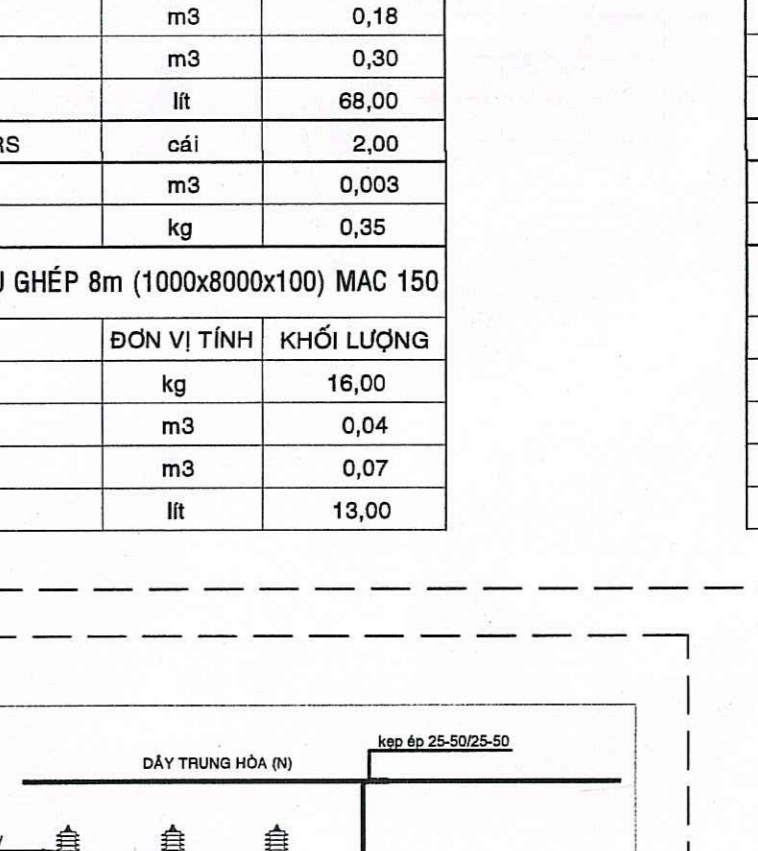 m3 0,18
m3 0,30
lít 68,00
RS cái 2,00
m3 0,003
kg 0,35
GHÉP 8m (1000x8000x100) MAC 150
ĐƠN VỊ TÍNH KHỐI LƯỢNG
kg 16,00
m3 0,04
m3 0,07
lít 13,00
kẹp ép 25-50/25-50
DÂY TRUNG HÒA (N)